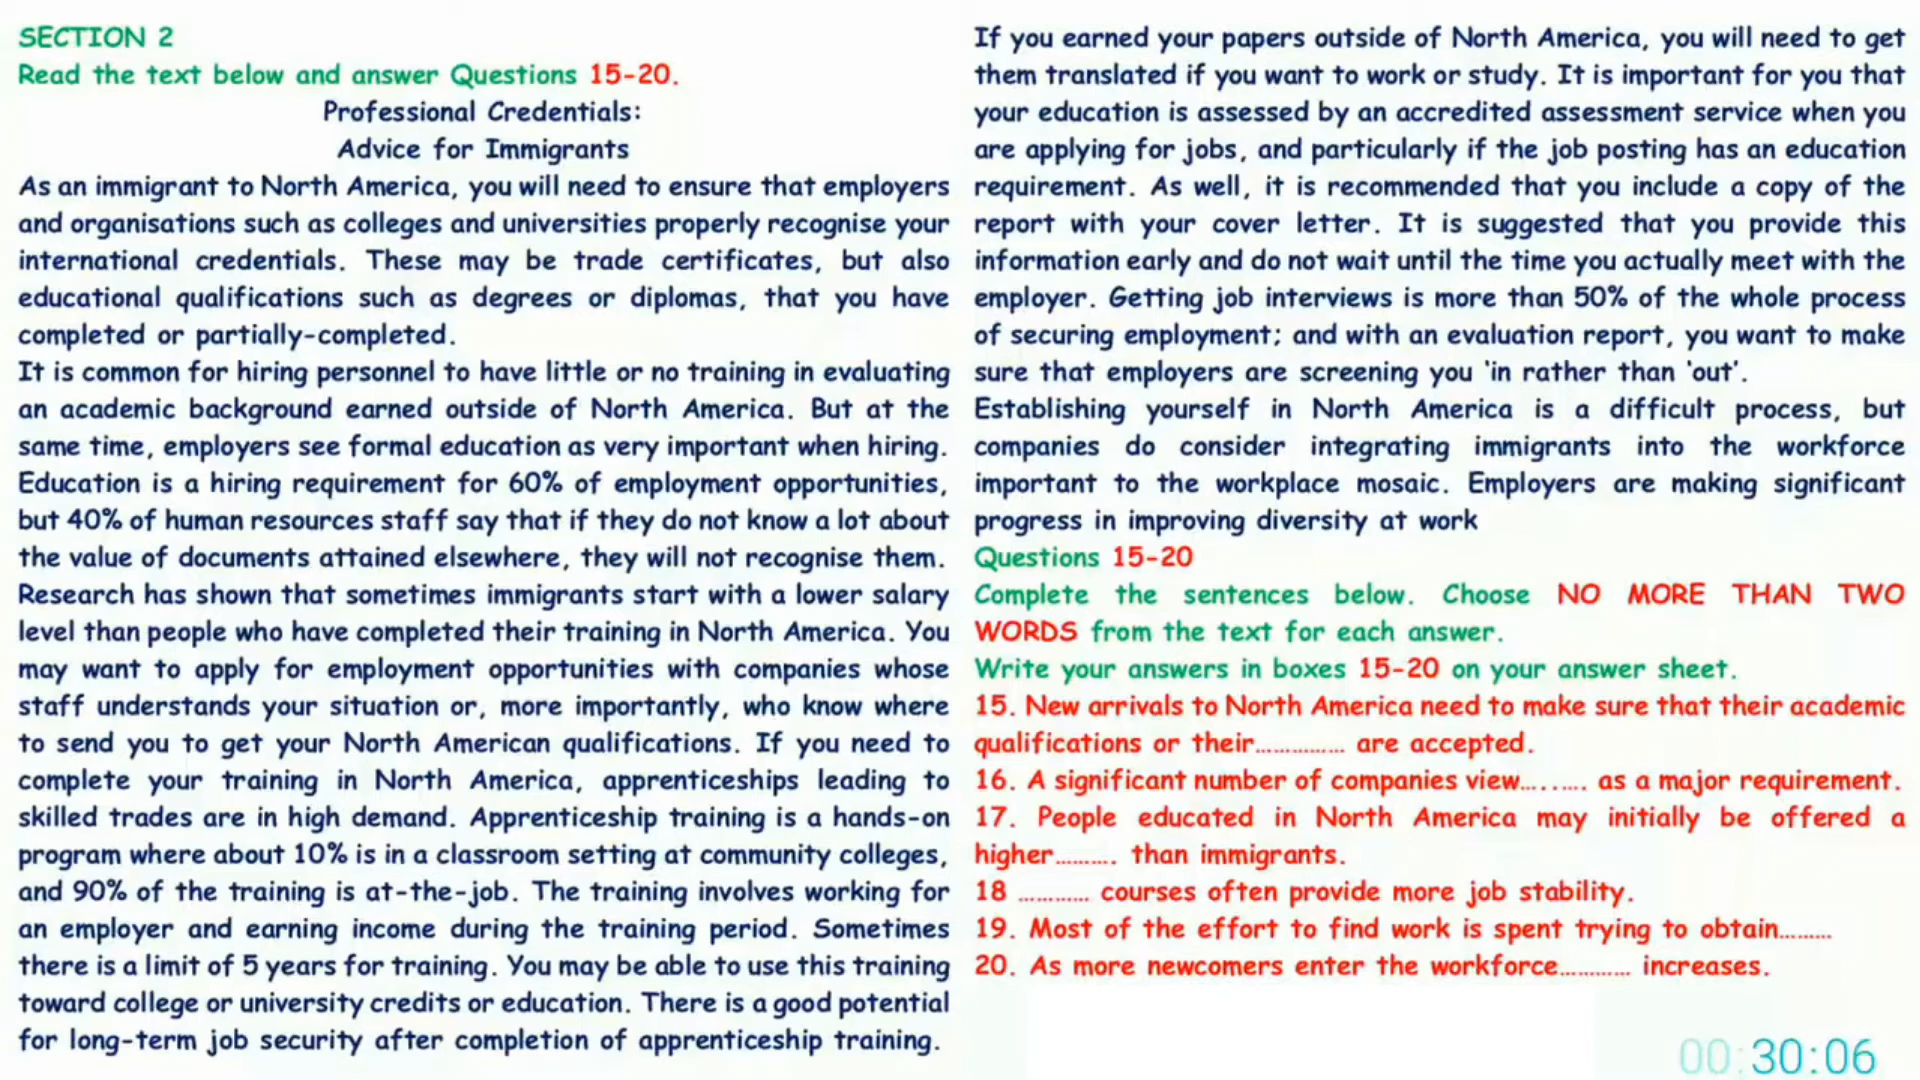 SECTION 2
Read the text below and answer Questions 15-20.
Professional Credentials:
Advice for Immigrants
As an immigrant to North America, you will need to ensure that employers
and organisations such as colleges and universities properly recognise your
international credentials. These may be trade certificates, but also
educational qualifications such as degrees or diplomas, that you have
completed or partially-completed.
It is common for hiring personnel to have little or no training in evaluating
an academic background earned outside of North America. But at the
same time, employers see formal education as very important when hiring.
Education is a hiring requirement for 60% of employment opportunities,
but 40% of human resources staff say that if they do not know a lot about
the value of documents attained elsewhere, they will not recognise them.
Research has shown that sometimes immigrants start with a lower salary
level than people who have completed their training in North America. You
may want to apply for employment opportunities with companies whose
staff understands your situation or, more importantly, who know where
to send you to get your North American qualifications. If you need to
complete your training in North America, apprenticeships leading to
skilled trades are in high demand. Apprenticeship training is a hands-on
program where about 10% is in a classroom setting at community colleges,
and 90% of the training is at-the-job. The training involves working for
an employer and earning income during the training period. Sometimes
there is a limit of 5 years for training. You may be able to use this training
toward college or university credits or education. There is a good potential
for long-term job security after completion of apprenticeship training.
If you earned your papers outside of North America, you will need to get
them translated if you want to work or study. It is important for you that
your education is assessed by an accredited assessment service when you
are applying for jobs, and particularly if the job posting has an education
requirement. As well, it is recommended that you include a copy of the
report with your cover letter. It is suggested that you provide this
information early and do not wait until the time you actually meet with the
employer. Getting job interviews is more than 50% of the whole process
of securing employment; and with an evaluation report, you want to make
sure that employers are screening you 'in rather than 'out'.
Establishing yourself in North America is a difficult process, but
companies do consider integrating immigrants into the workforce
important to the workplace mosaic. Employers are making significant
progress in improving diversity at work
Questions 15-20
Complete the sentences below. Choose NO MORE THAN TWO
WORDS from the text for each answer.
Write your answers in boxes 15-20 on your answer sheet.
15. New arrivals to North America need to make sure that their academic
qualifications or their.............. are accepted.
16. A significant number of companies view.......... as a major requirement.
17. People educated in North America may initially be offered a
higher.......... than immigrants.
18 ............ courses often provide more job stability.
19. Most of the effort to find work is spent trying to obtain.........
20. As more newcomers enter the workforce............ increases.
00:30:06